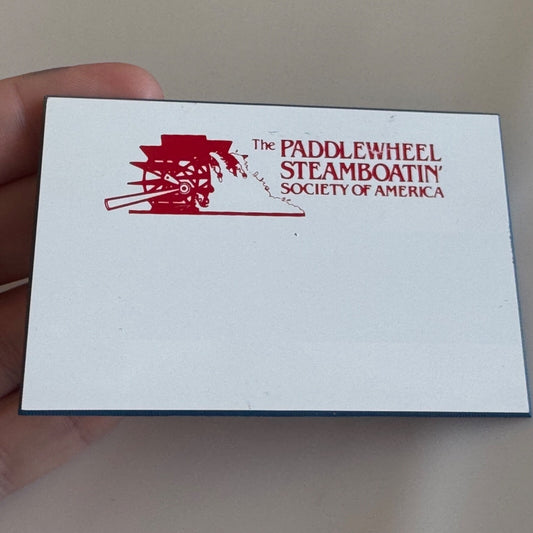 The PADDLEWHEEL
STEAMBOATIN'
SOCIETY OF AMERICA